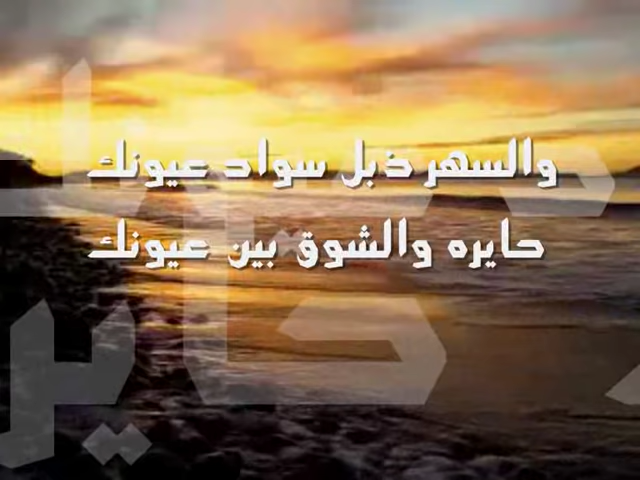 والسهر ذبل سواد عيونك
حايره والشوق بين عيونك